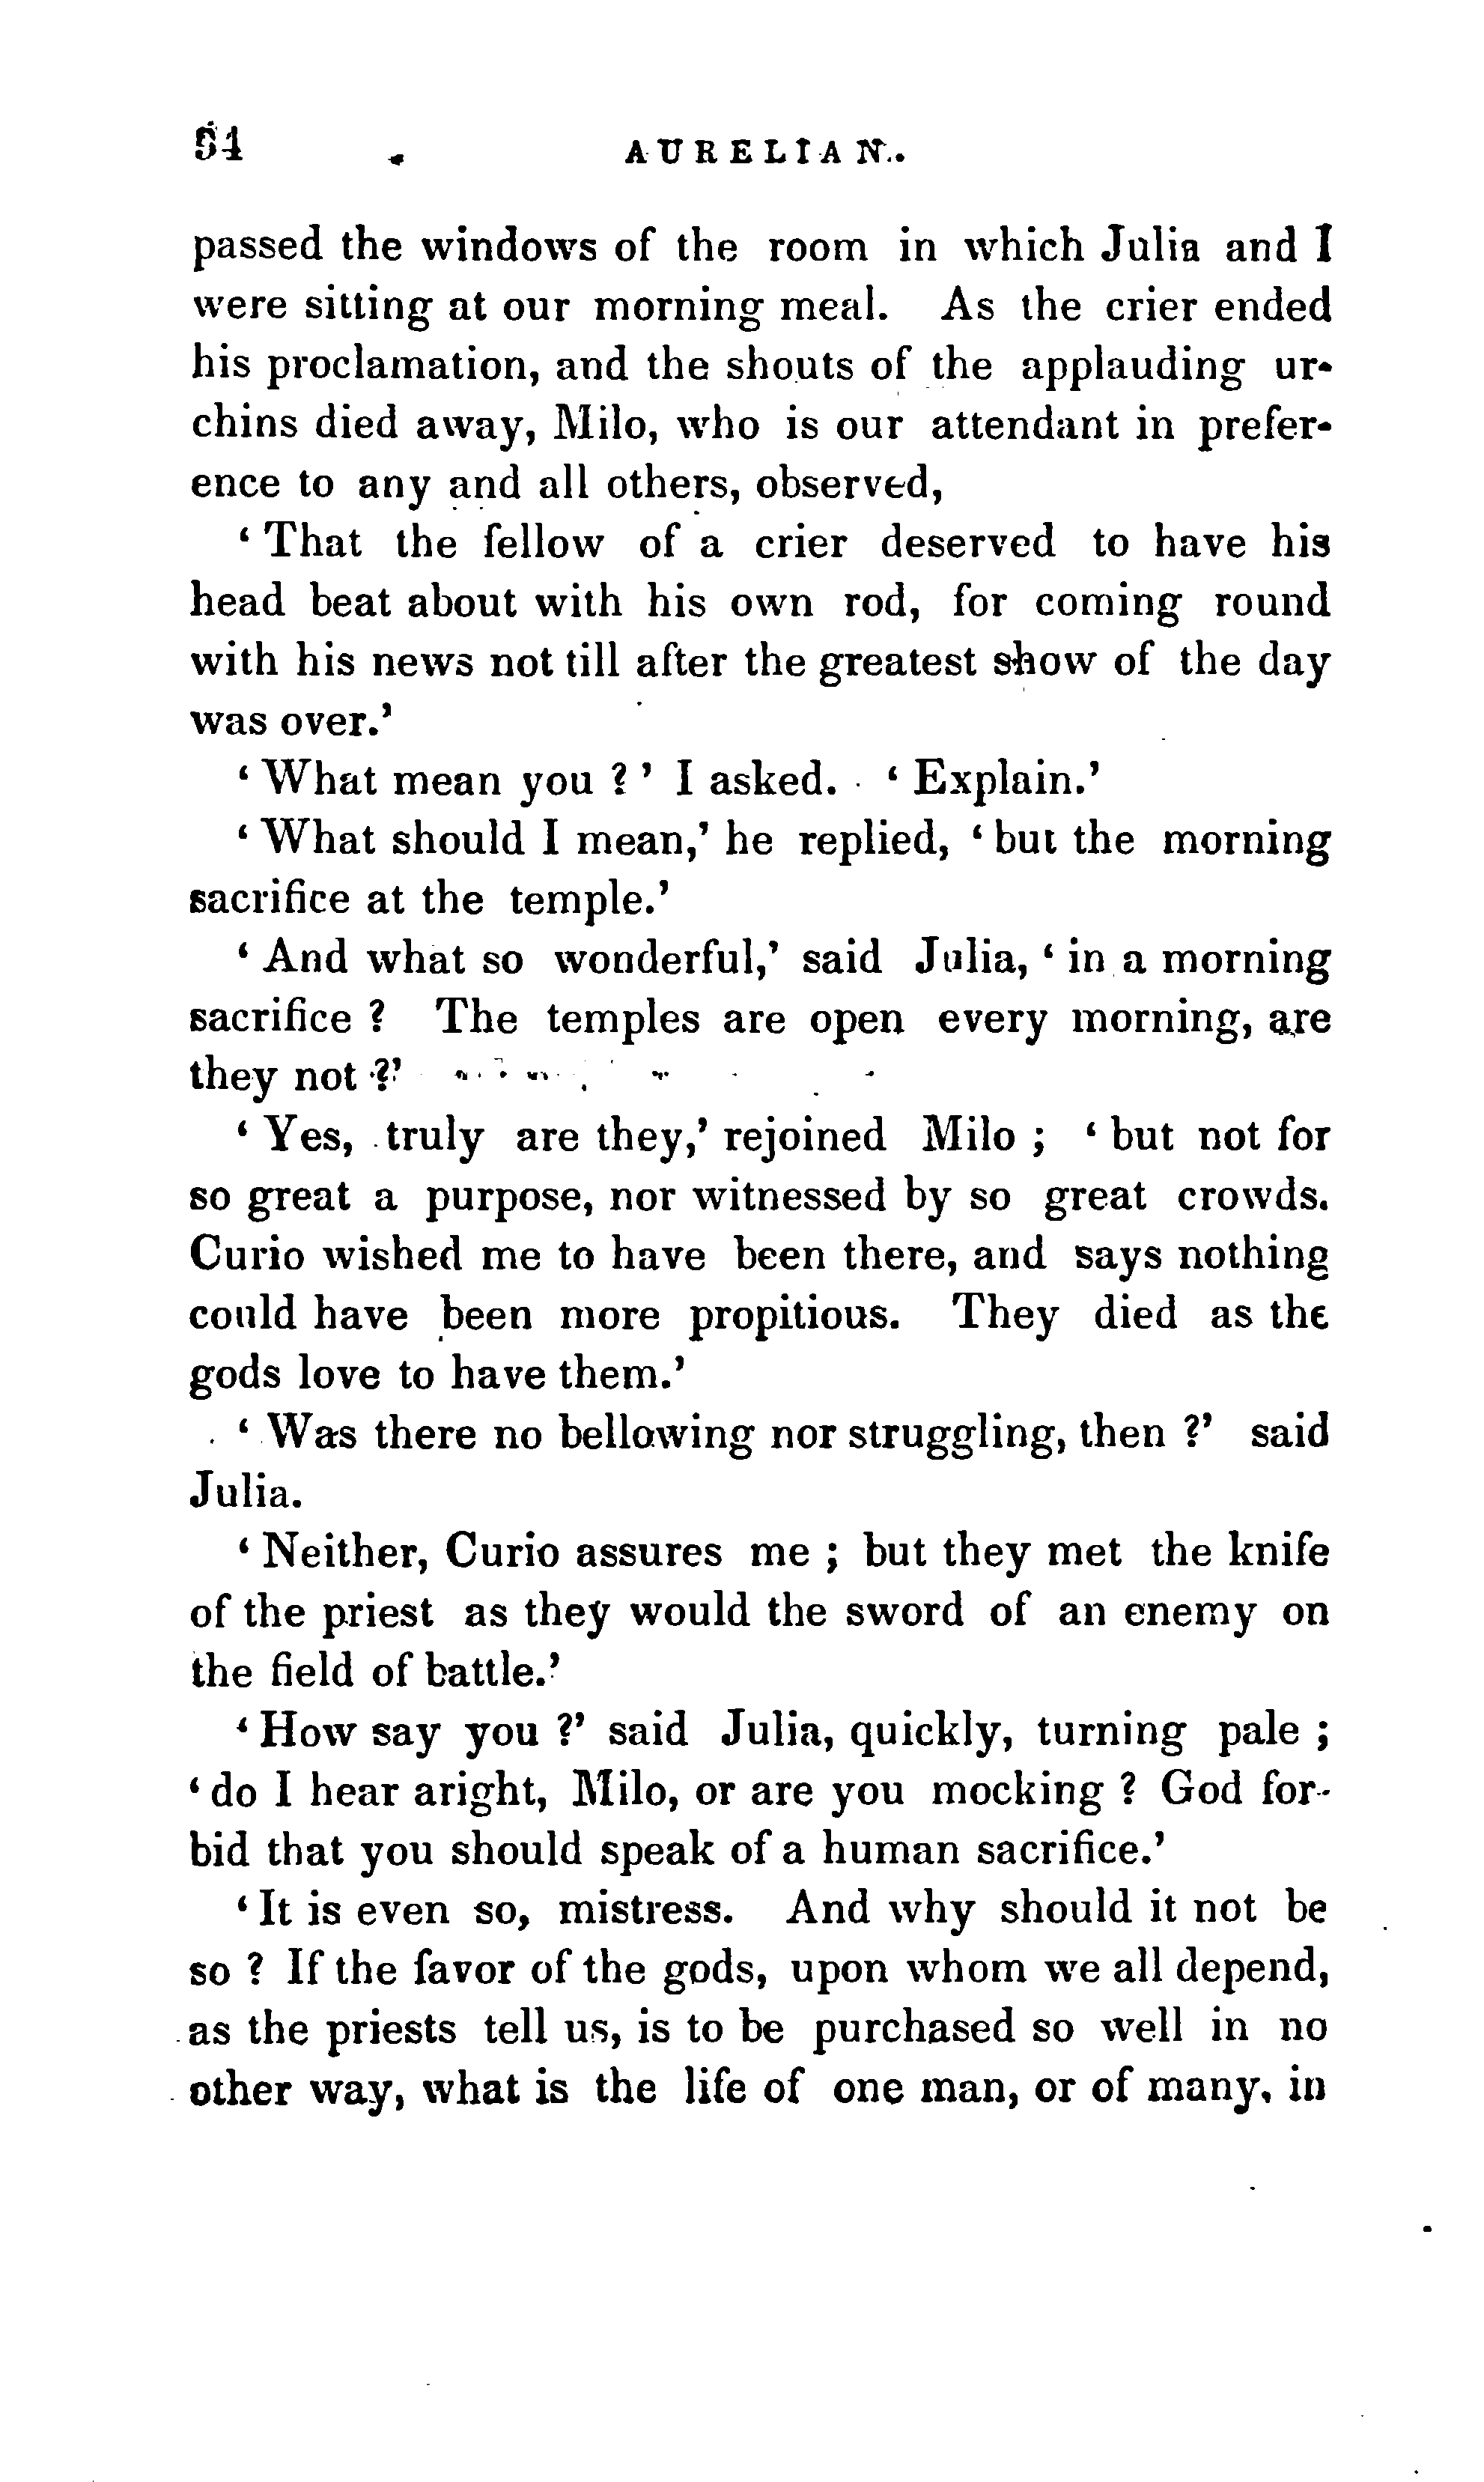 54 AURELIAN.
passed the windows of the room in which Julia and I
were sitting at our morning meal. As the crier ended
his proclamation, and the shouts of the applauding ur-
chins died away, Milo, who is our attendant in prefer-
ence to any and all others, observed,
‘ That the fellow of a crier deserved to have his
head beat about with his own rod, for coming round
with his news not till after the greatest show of the day
was over.’
‘ What mean you ? ’ I asked. ‘ Explain.’
‘ What should I mean,’ he replied, ‘ but the morning
sacrifice at the temple.’
‘ And what so wonderful,’ said Julia, ‘ in a morning
sacrifice ? The temples are open every morning, are
they not ?’
‘ Yes, truly are they,’ rejoined Milo ; ‘ but not for
so great a purpose, nor witnessed by so great crowds.
Curio wished me to have been there, and says nothing
could have been more propitious. They died as the
gods love to have them.’
‘ Was there no bellowing nor struggling, then ?’ said
Julia.
‘ Neither, Curio assures me ; but they met the knife
of the priest as they would the sword of an enemy on
the field of battle.’
‘ How say you ?’ said Julia, quickly, turning pale ;
‘ do I hear aright, Milo, or are you mocking ? God for-
bid that you should speak of a human sacrifice.’
‘ It is even so, mistress. And why should it not be
so ? If the favor of the gods, upon whom we all depend,
as the priests tell us, is to be purchased so well in no
other way, what is the life of one man, or of many, in